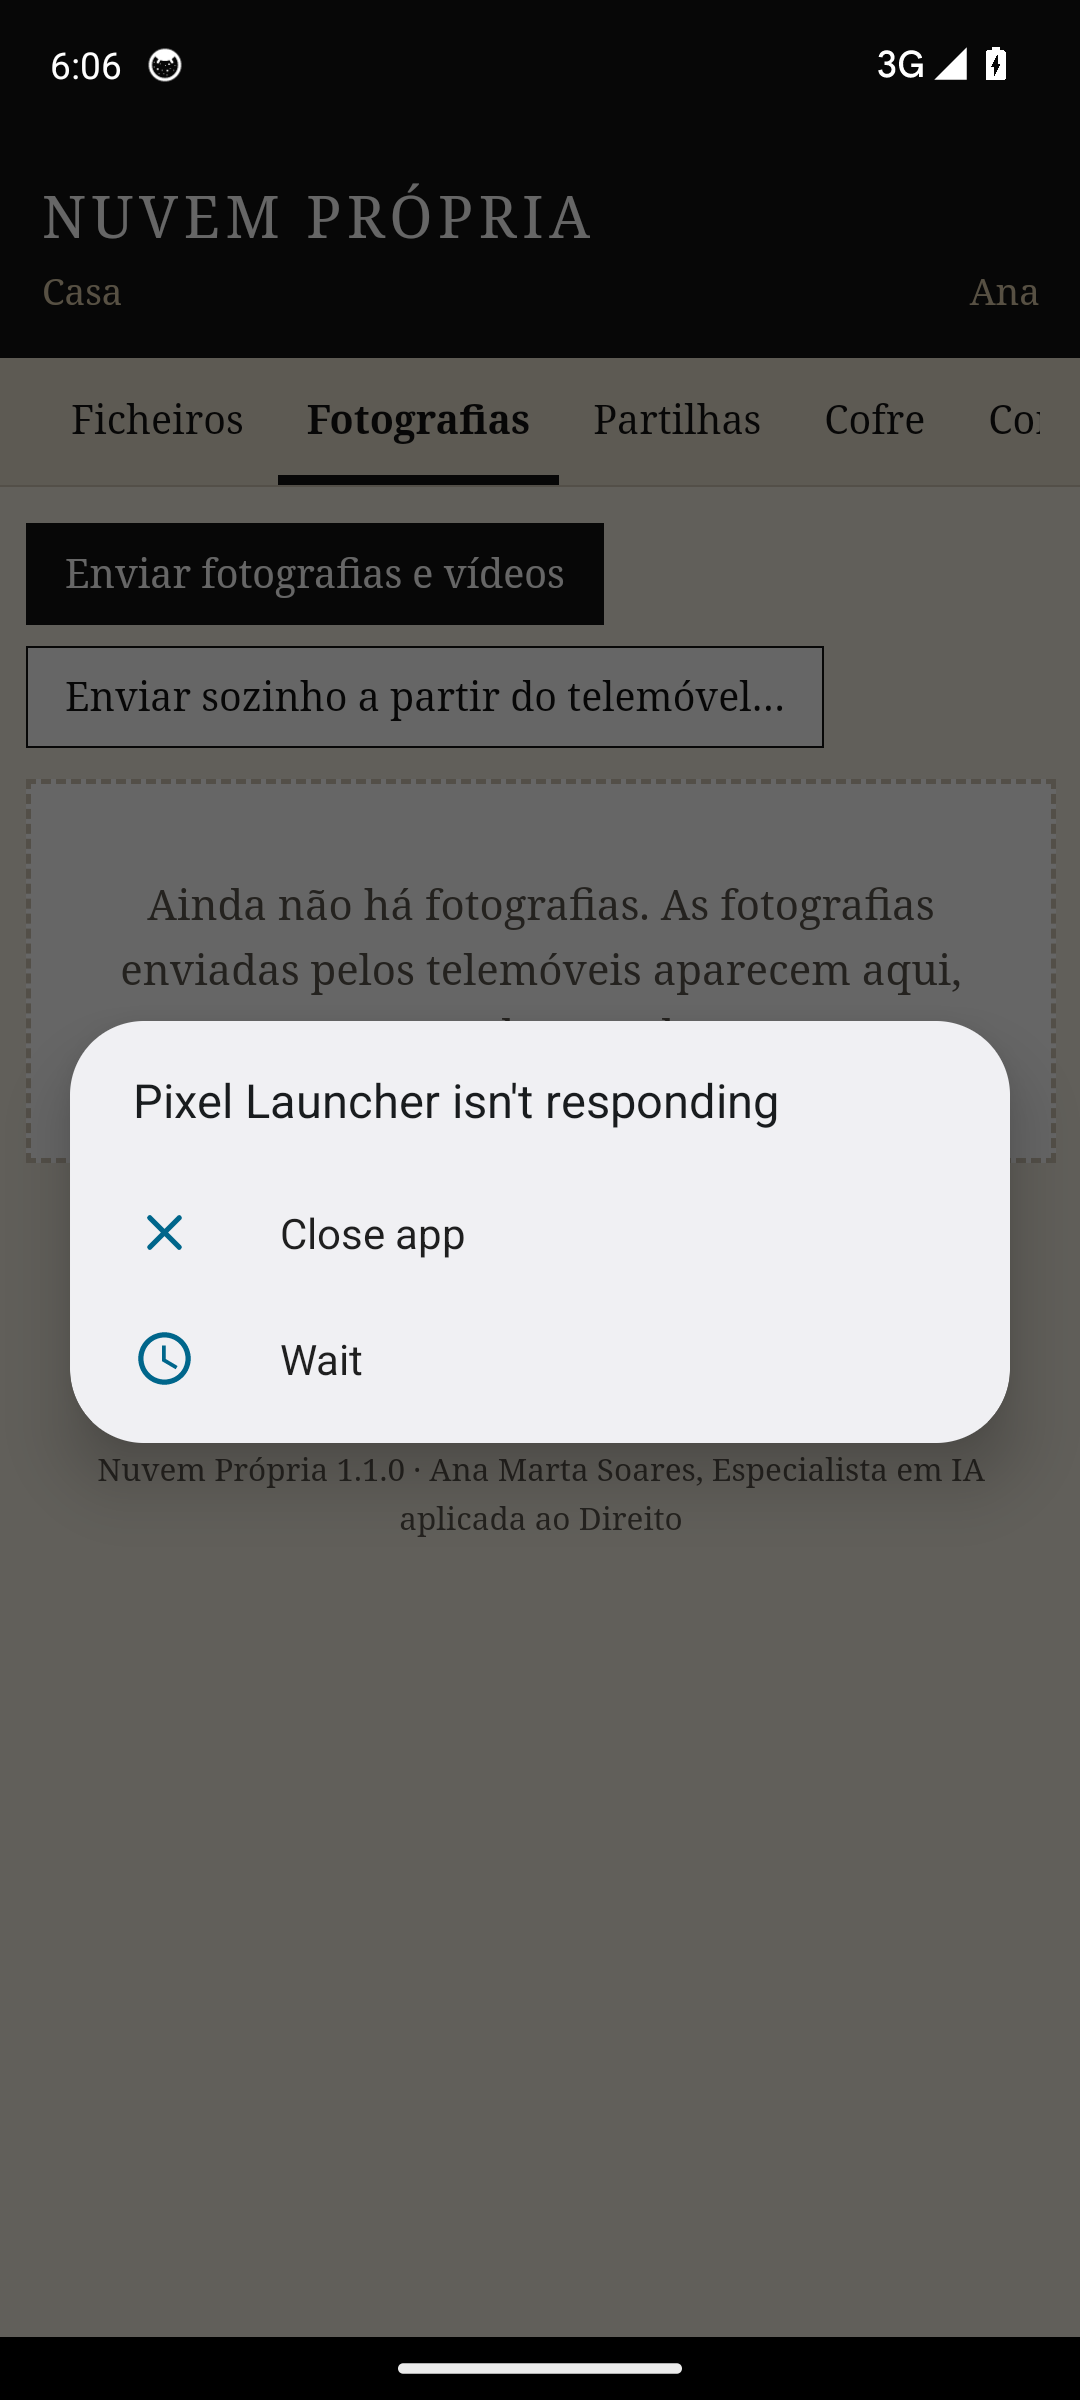 6:06
3G
NUVEM PRÓPRIA
Casa
Ana
Ficheiros
Fotografias
Partilhas
Cofre
Enviar fotografias e vídeos
Enviar sozinho a partir do telemóvel...
Ainda não há fotografias. As fotografias
enviadas pelos telemóveis aparecem aqui,
Pixel Launcher isn't responding
Close app
Wait
Nuvem Própria 1.1.0 · Ana Marta Soares, Especialista em IA
aplicada ao Direito